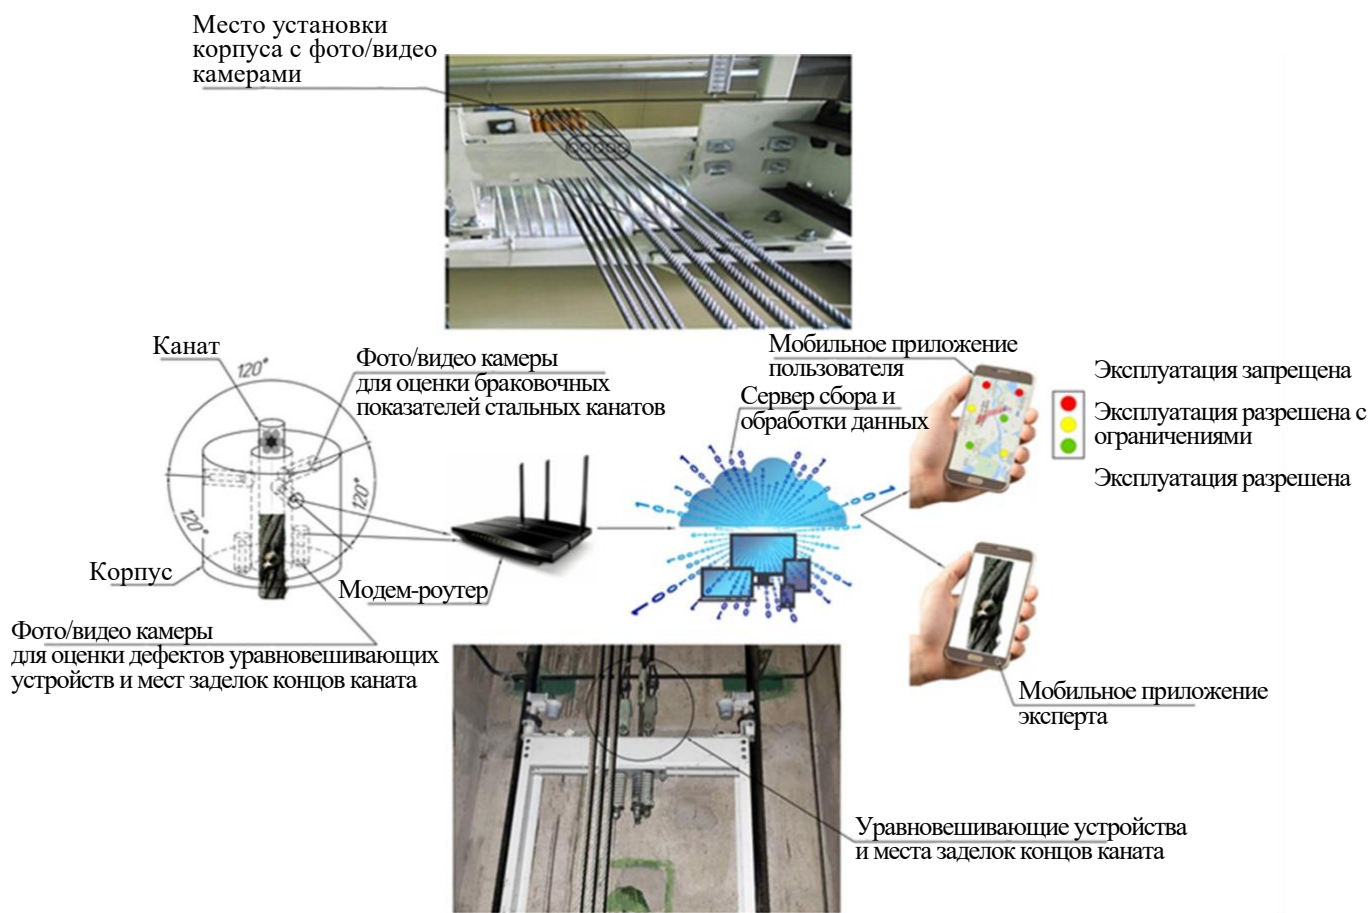 Место установки
корпуса с фото/видео
камерами
Канат
120°
Фото/видео камеры
для оценки браковочных
показателей стальных канатов
120°
120°
Корпус
Модем-роутер
Фото/видео камеры
для оценки дефектов уравновешивающих
устройств и мест заделок концов каната
Мобильное приложение
пользователя
Сервер сбора и
обработки данных
Эксплуатация запрещена
Эксплуатация разрешена с
ограничениями
Эксплуатация разрешена
Мобильное приложение
эксперта
Уравновешивающие устройства
и места заделок концов каната